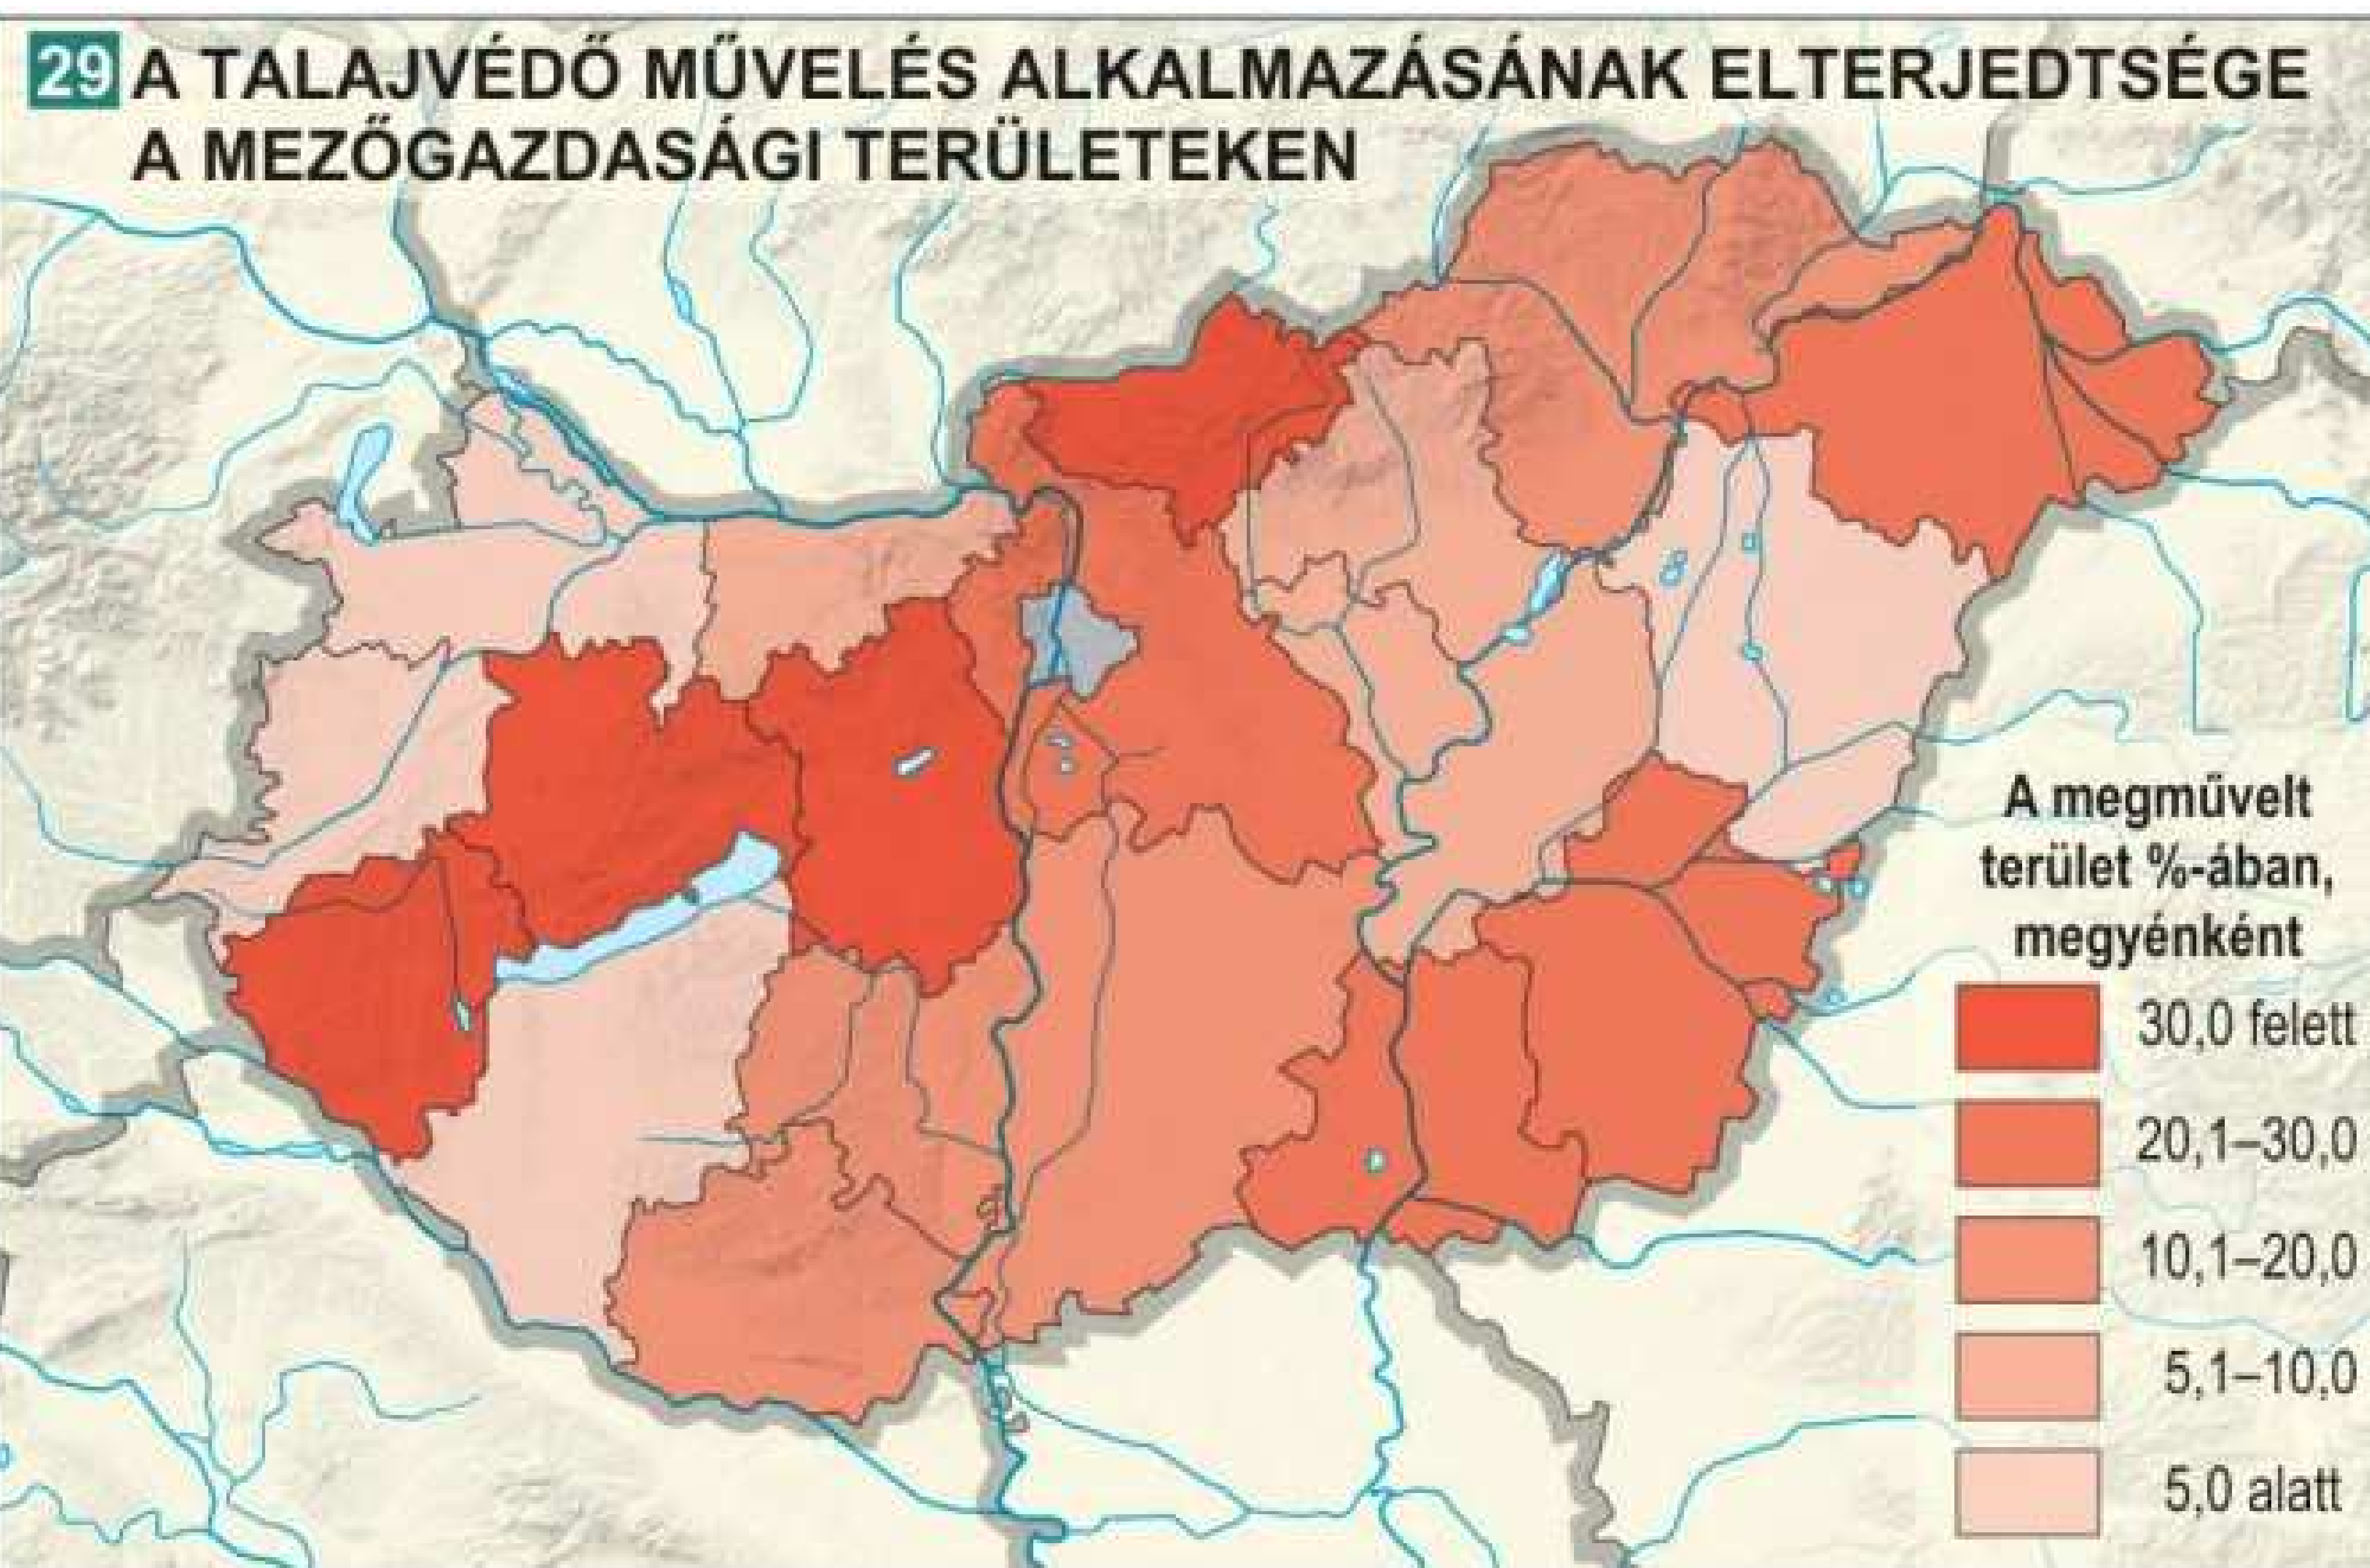 29 A TALAJVÉDŐ MŰVELÉS ALKALMAZÁSÁNAK ELTERJEDTSÉGE
A MEZŐGAZDASÁGI TERÜLETEKEN
A megművelt
terület %-ában,
megyénként
30,0 felett
20,1–30,0
10,1–20,0
5,1–10,0
5,0 alatt